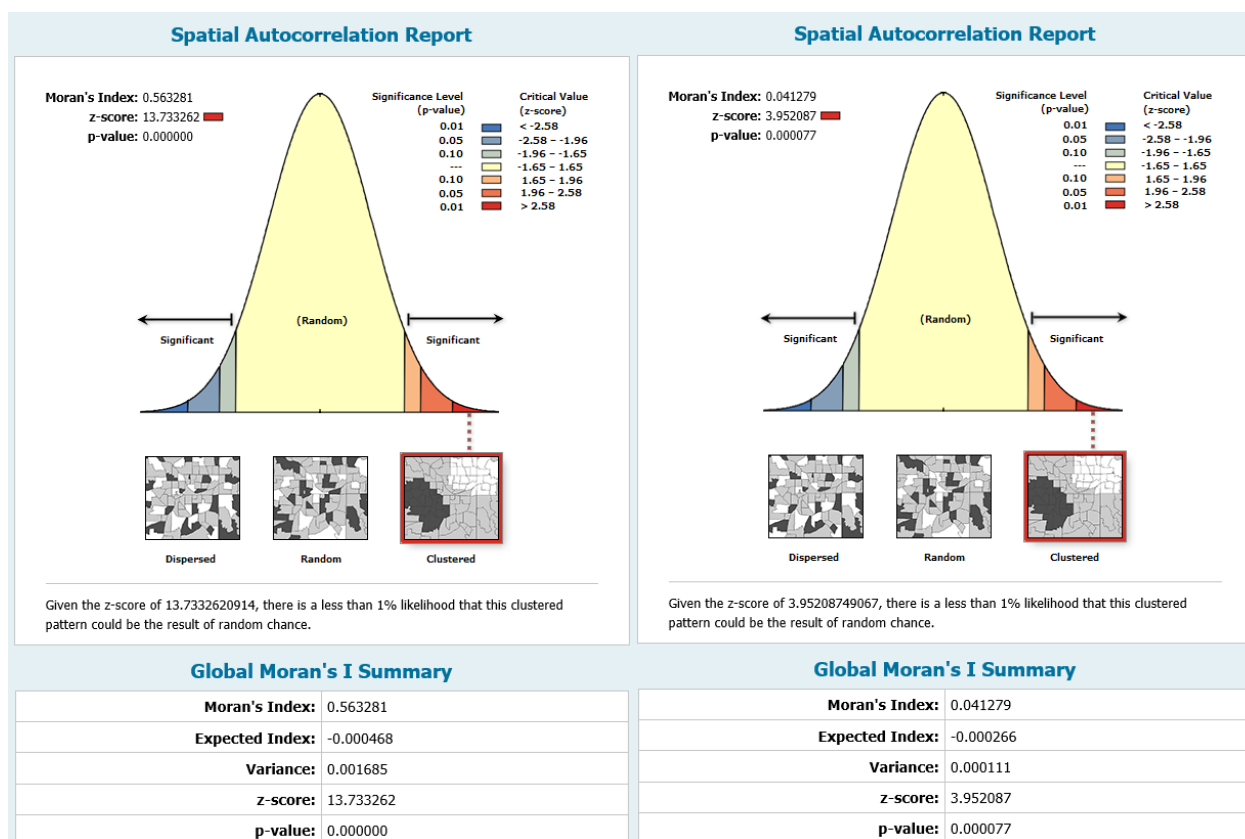 Spatial Autocorrelation Report
Moran's Index: 0.563281
z-score: 13.733262
p-value: 0.000000
Significance Level
(p-value)
Critical Value
(z-score)
0.01 < -2.58
0.05 -2.58 – -1.96
0.10 -1.96 – -1.65
--- -1.65 – 1.65
0.10 1.65 – 1.96
0.05 1.96 – 2.58
0.01 > 2.58
(Random)
Significant
Significant
Dispersed
Random
Clustered
Given the z-score of 13.7332620914, there is a less than 1% likelihood that this clustered
pattern could be the result of random chance.
Global Moran's I Summary
Moran's Index: 0.563281
Expected Index: -0.000468
Variance: 0.001685
z-score: 13.733262
p-value: 0.000000
Spatial Autocorrelation Report
Moran's Index: 0.041279
z-score: 3.952087
p-value: 0.000077
Significance Level
(p-value)
Critical Value
(z-score)
0.01 < -2.58
0.05 -2.58 – -1.96
0.10 -1.96 – -1.65
--- -1.65 – 1.65
0.10 1.65 – 1.96
0.05 1.96 – 2.58
0.01 > 2.58
(Random)
Significant
Significant
Dispersed
Random
Clustered
Given the z-score of 3.95208749067, there is a less than 1% likelihood that this clustered
pattern could be the result of random chance.
Global Moran's I Summary
Moran's Index: 0.041279
Expected Index: -0.000266
Variance: 0.000111
z-score: 3.952087
p-value: 0.000077